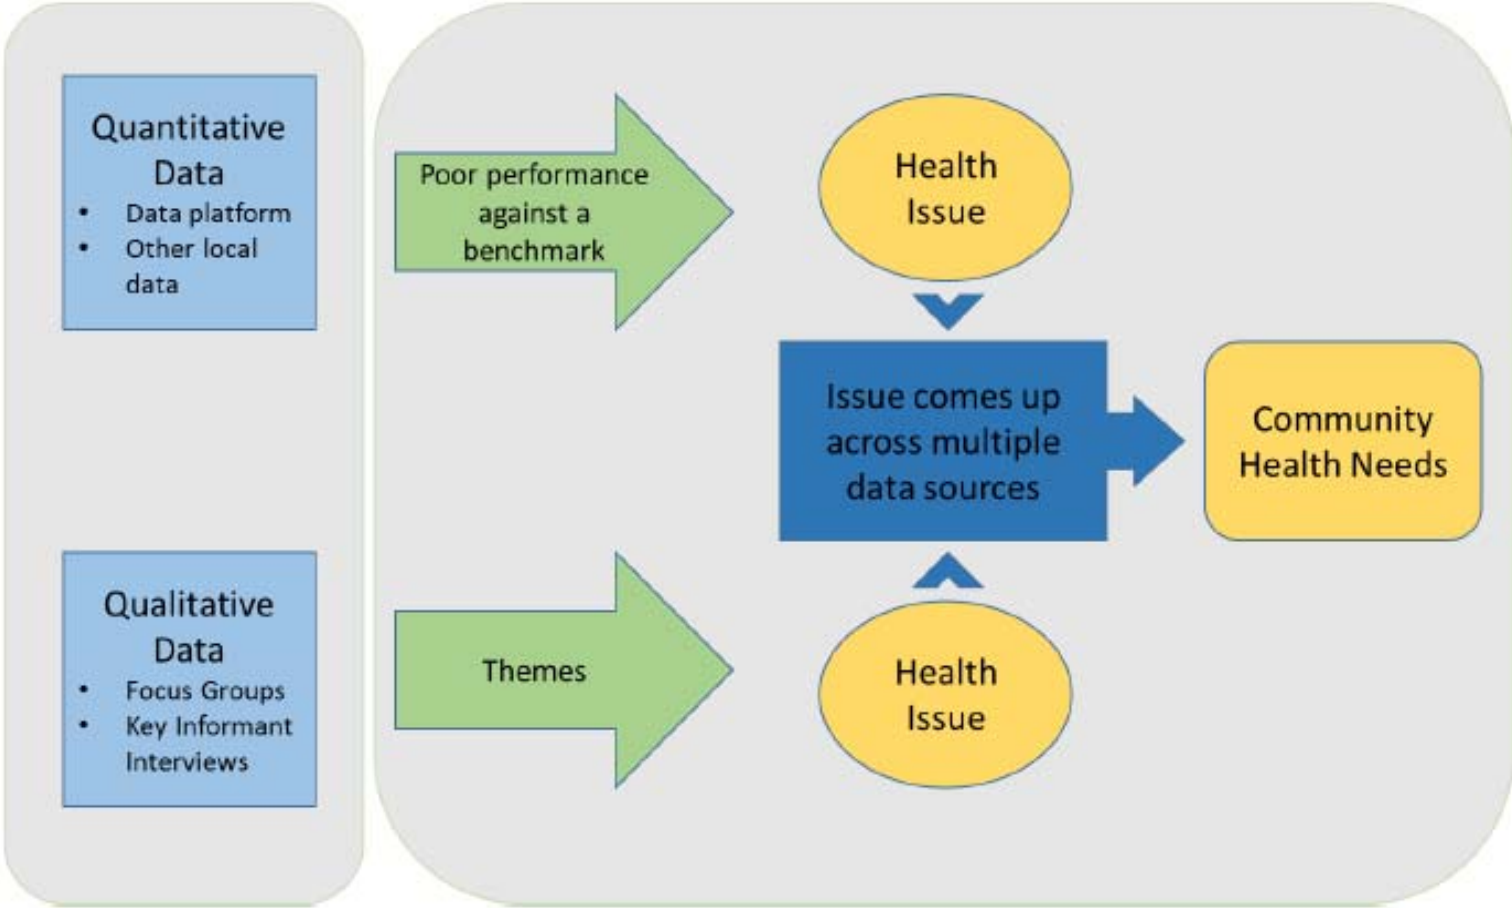 Quantitative
Data
• Data platform
• Other local
data
Poor performance
against a
benchmark
Health
Issue
Issue comes up
across multiple
data sources
Community
Health Needs
Qualitative
Data
• Focus Groups
• Key Informant
Interviews
Themes
Health
Issue